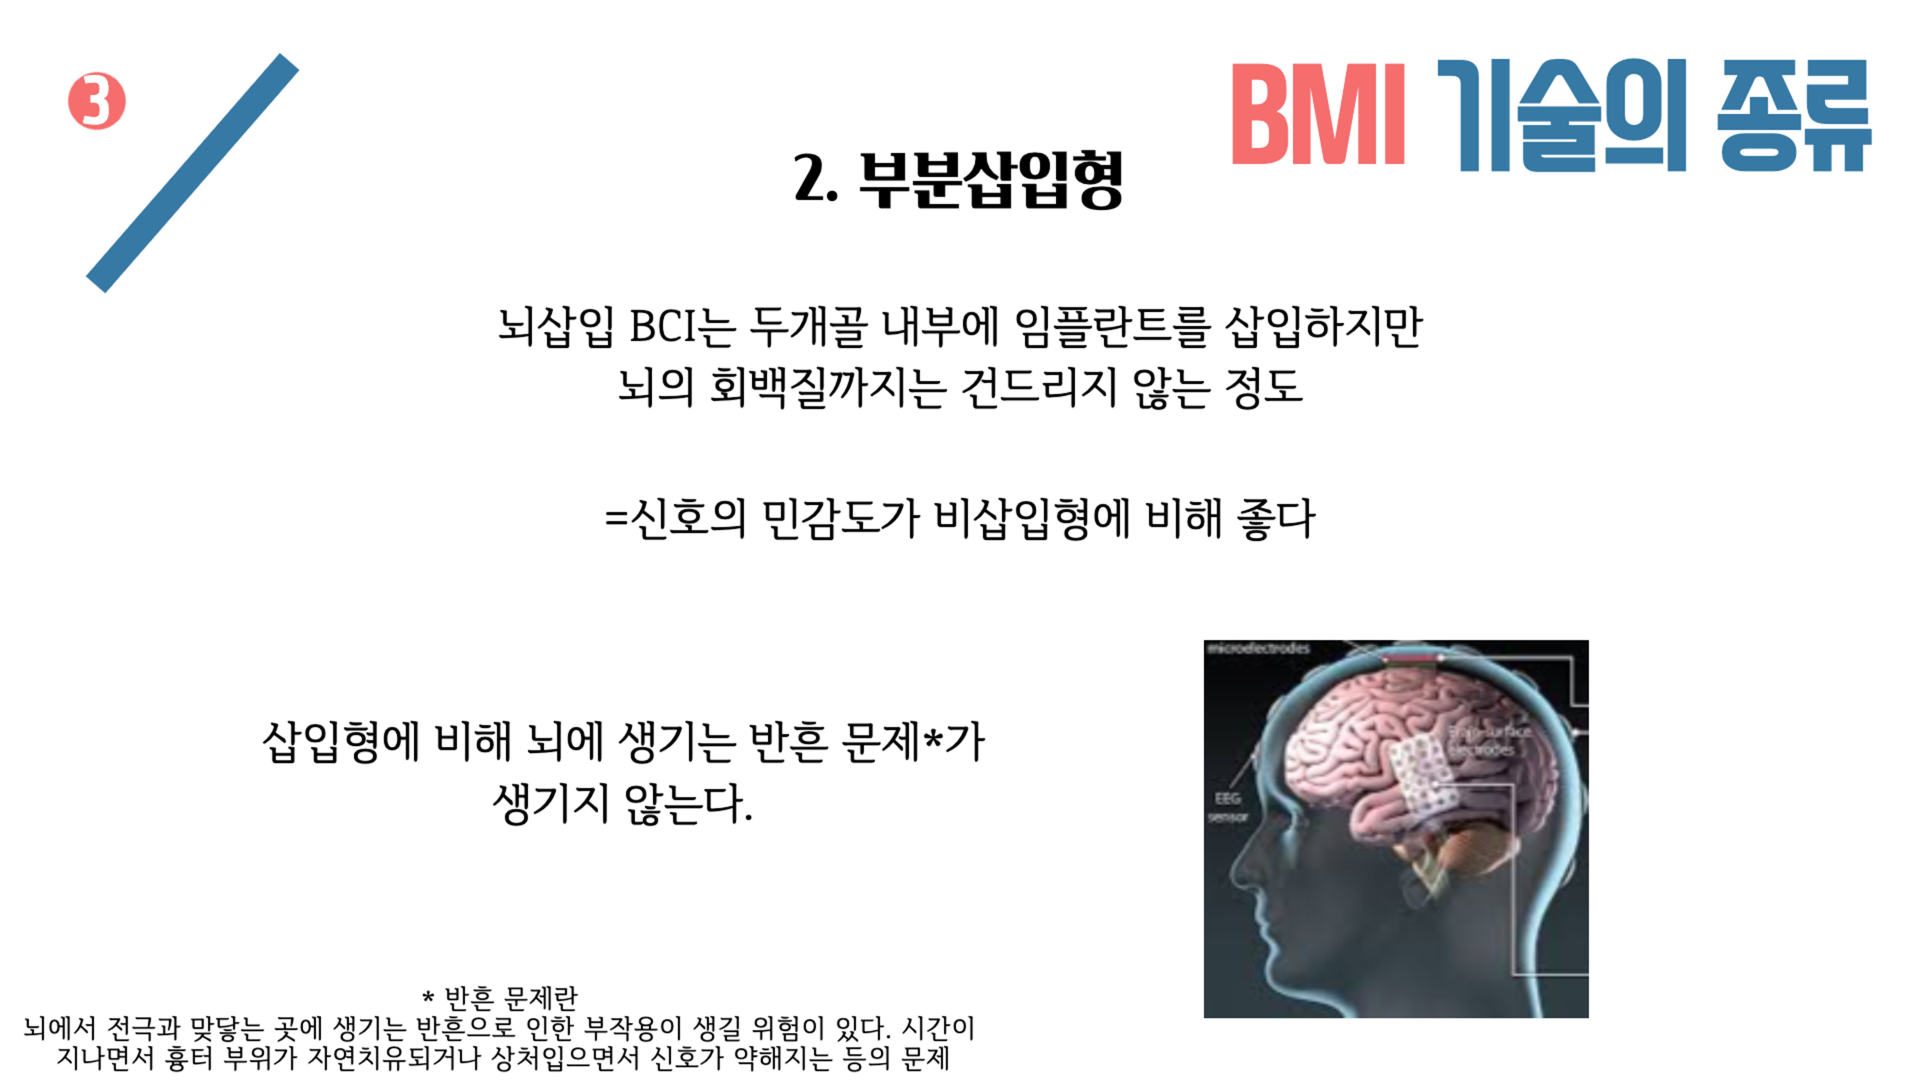 3
BMI 기술의 종류
2. 부분삽입형
뇌삽입 BCI는 두개골 내부에 임플란트를 삽입하지만
뇌의 회백질까지는 건드리지 않는 정도
=신호의 민감도가 비삽입형에 비해 좋다
삽입형에 비해 뇌에 생기는 반흔 문제*가
생기지 않는다.
microelectrodes
Brain-surface
electrodes
EEG
sensor
* 반흔 문제란
뇌에서 전극과 맞닿는 곳에 생기는 반흔으로 인한 부작용이 생길 위험이 있다. 시간이
지나면서 흉터 부위가 자연치유되거나 상처입으면서 신호가 약해지는 등의 문제